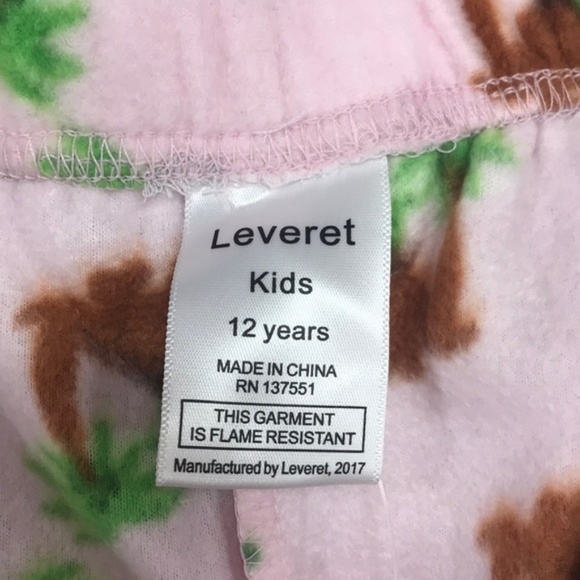 Leveret
Kids
12 years
MADE IN CHINA
RN 137551
THIS GARMENT
IS FLAME RESISTANT
Manufactured by Leveret, 2017